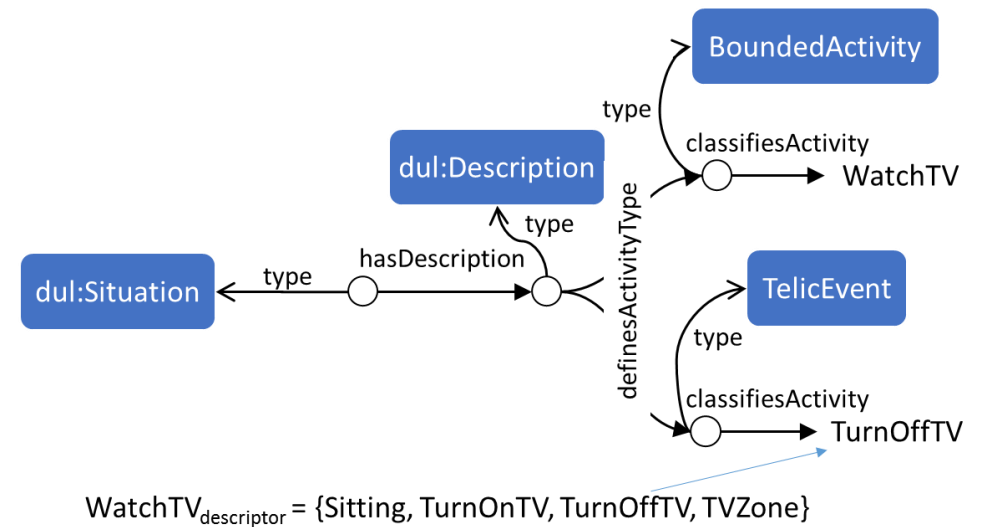 BoundedActivity
type
classifiesActivity
WatchTV
dul:Description
type
definesActivityType
hasDescription
dul:Situation
type
TelicEvent
type
classifiesActivity
TurnOffTV
WatchTVdescriptor = {Sitting, TurnOnTV, TurnOffTV, TVZone}